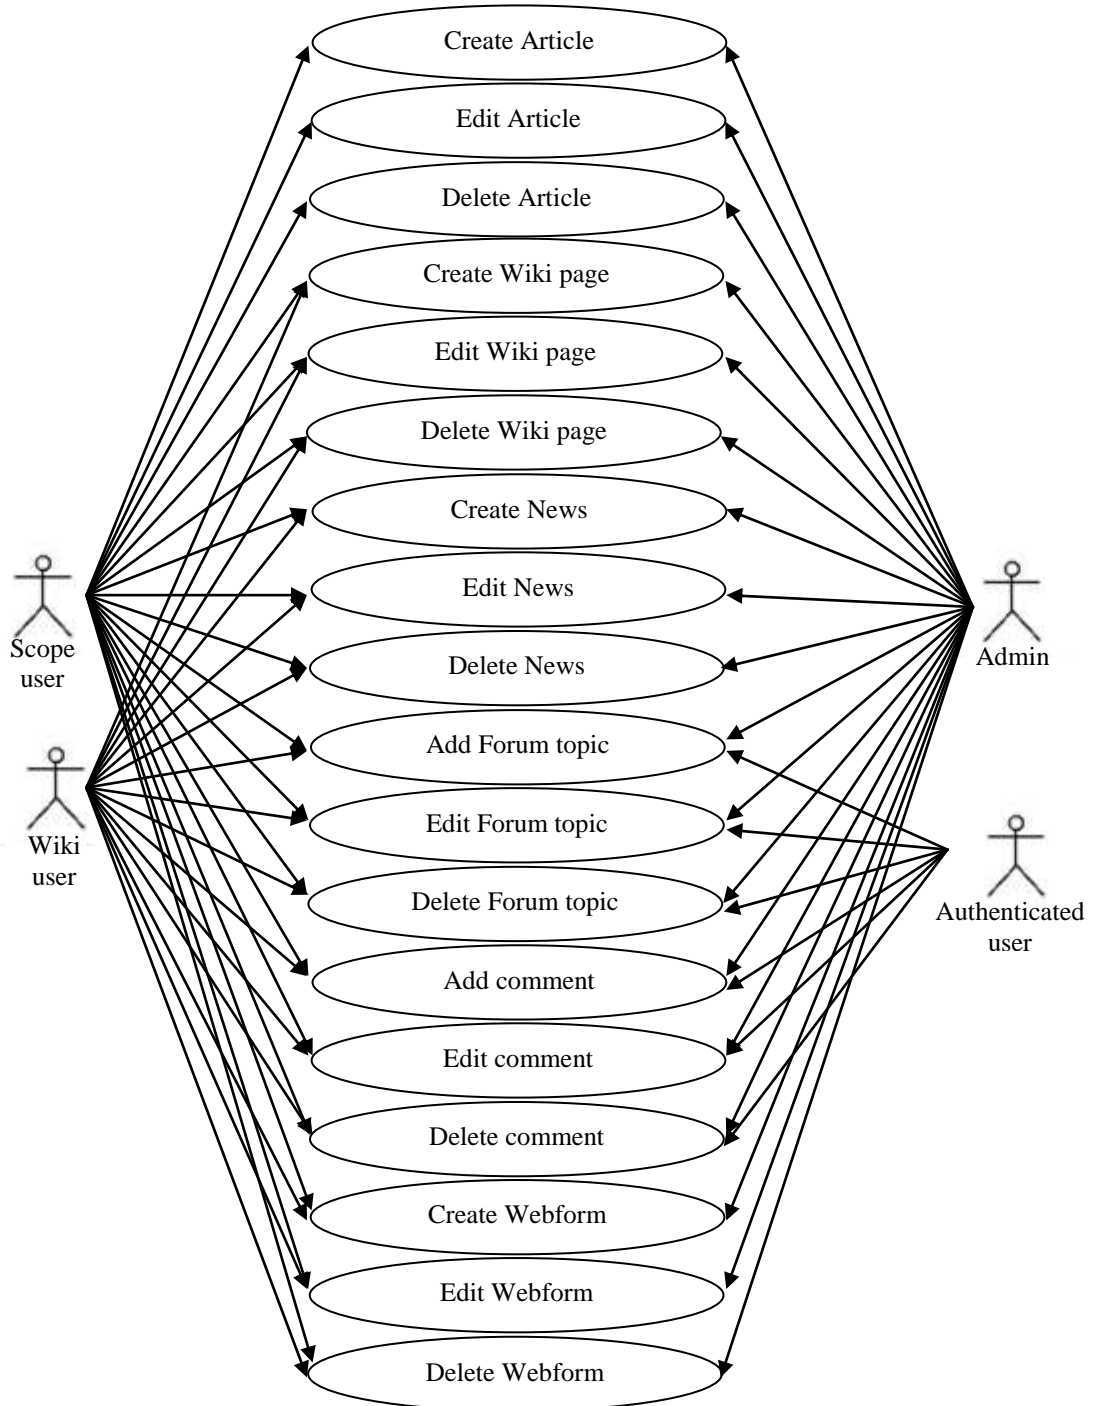 Create Article
Edit Article
Delete Article
Create Wiki page
Edit Wiki page
Delete Wiki page
Create News
Edit News
Delete News
Add Forum topic
Edit Forum topic
Delete Forum topic
Add comment
Edit comment
Delete comment
Create Webform
Edit Webform
Delete Webform
Scope
user
Wiki
user
Admin
Authenticated
user